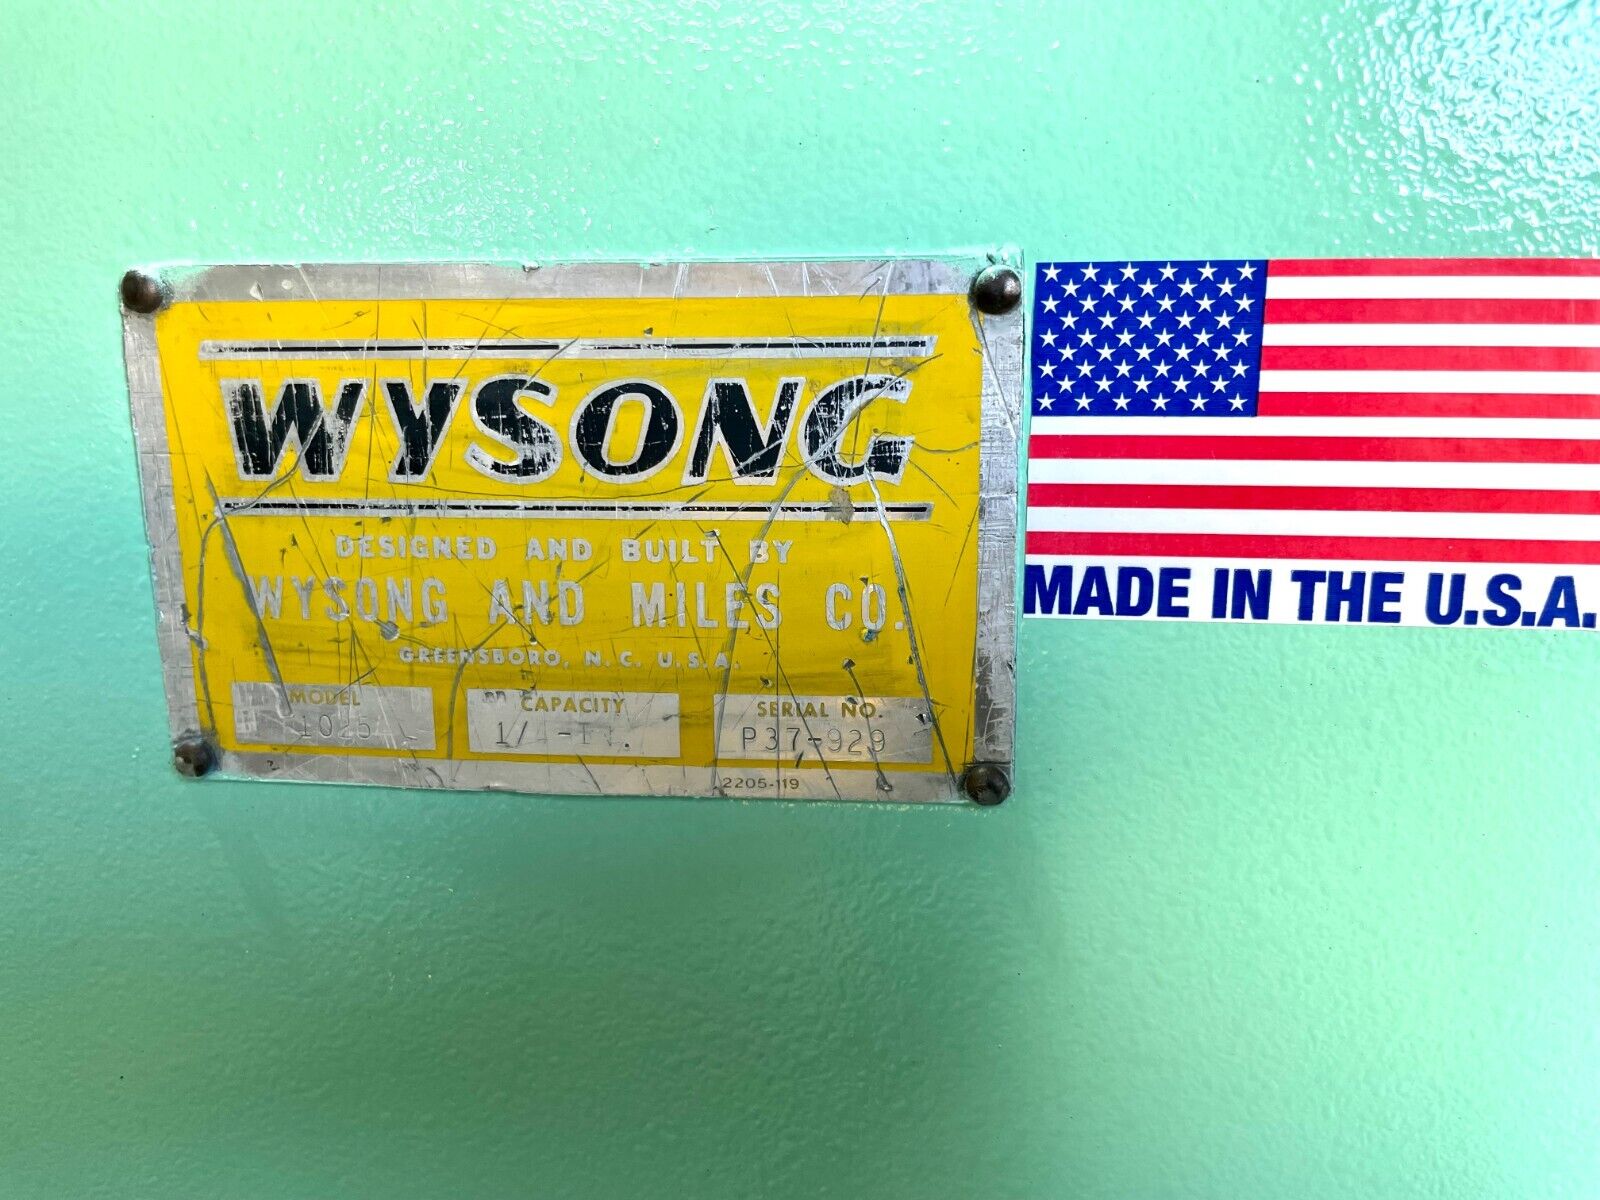 WYSONG
DESIGNED AND BUILT BY
WYSONG AND MILES CO.
GREENSBORO, N. C. U. S. A.
MODEL CAPACITY SERIAL NO.
1025 P37-929
2205-119
MADE IN THE U.S.A.